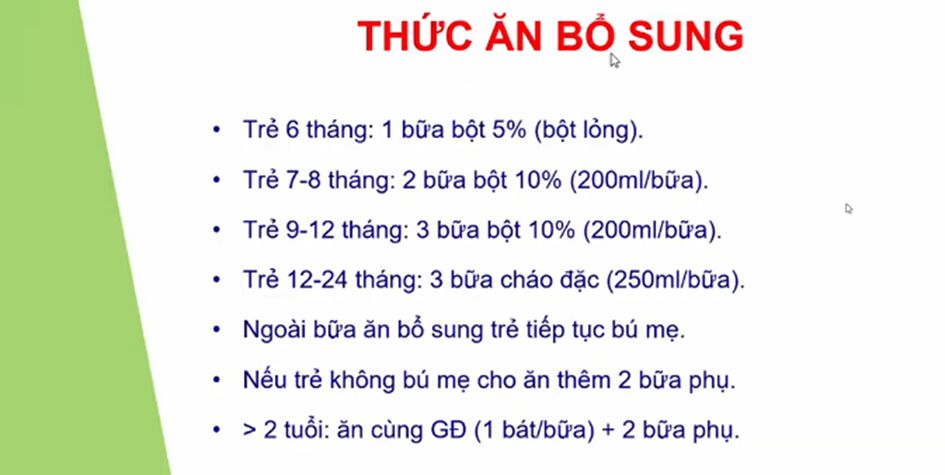 THỨC ĂN BỔ SUNG
• Trẻ 6 tháng: 1 bữa bột 5% (bột lỏng).
• Trẻ 7-8 tháng: 2 bữa bột 10% (200ml/bữa).
• Trẻ 9-12 tháng: 3 bữa bột 10% (200ml/bữa).
• Trẻ 12-24 tháng: 3 bữa cháo đặc (250ml/bữa).
• Ngoài bữa ăn bổ sung trẻ tiếp tục bú mẹ.
• Nếu trẻ không bú mẹ cho ăn thêm 2 bữa phụ.
• > 2 tuổi: ăn cùng GĐ (1 bát/bữa) + 2 bữa phụ.